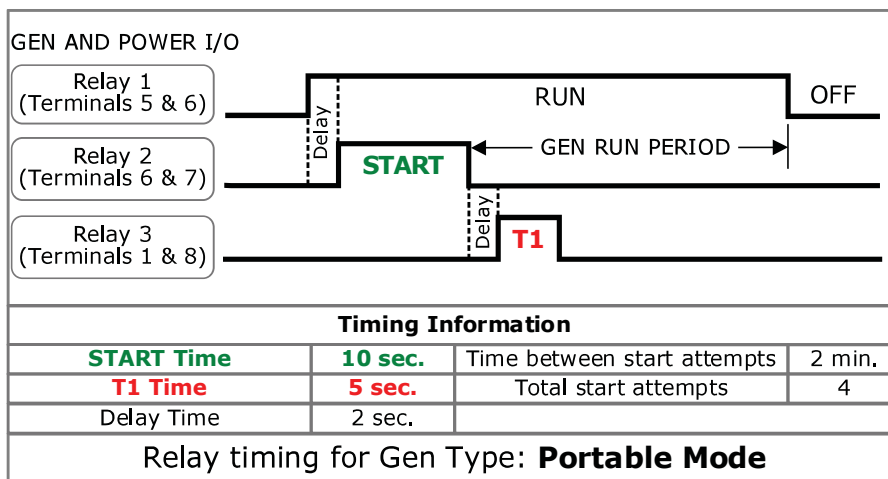 GEN AND POWER I/O
Relay 1
(Terminals 5 & 6)
Delay
RUN
OFF
Relay 2
(Terminals 6 & 7)
START
GEN RUN PERIOD
Relay 3
(Terminals 1 & 8)
Delay
T1
Timing Information
START Time 10 sec. Time between start attempts 2 min.
T1 Time 5 sec. Total start attempts 4
Delay Time 2 sec.
Relay timing for Gen Type: Portable Mode